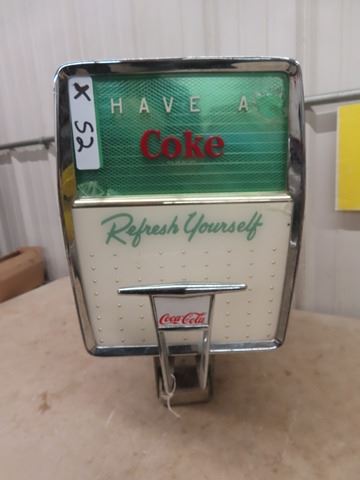 X 52
HAVE A
Coke
Refresh Yourself
Coca-Cola